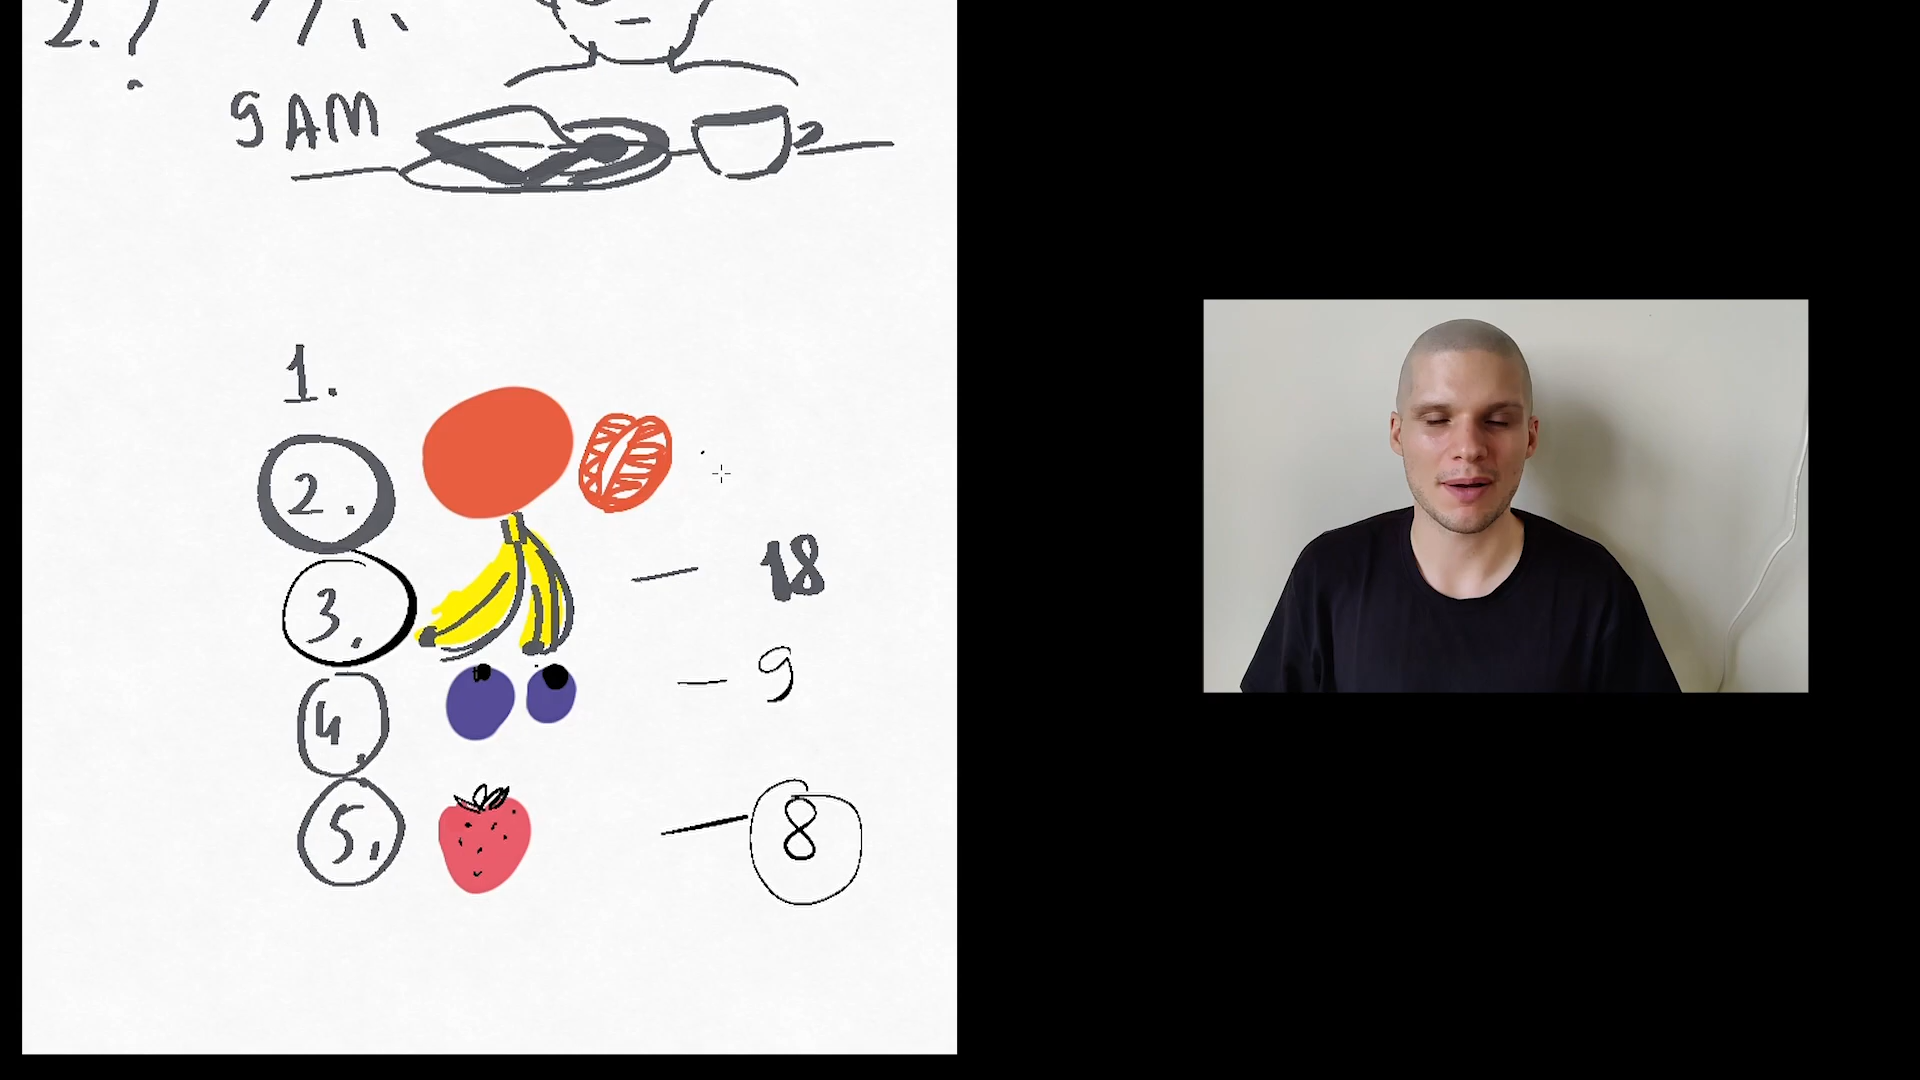 2. ?
9 AM
1.
2.
3. — 18
4. — 9
5. — 8